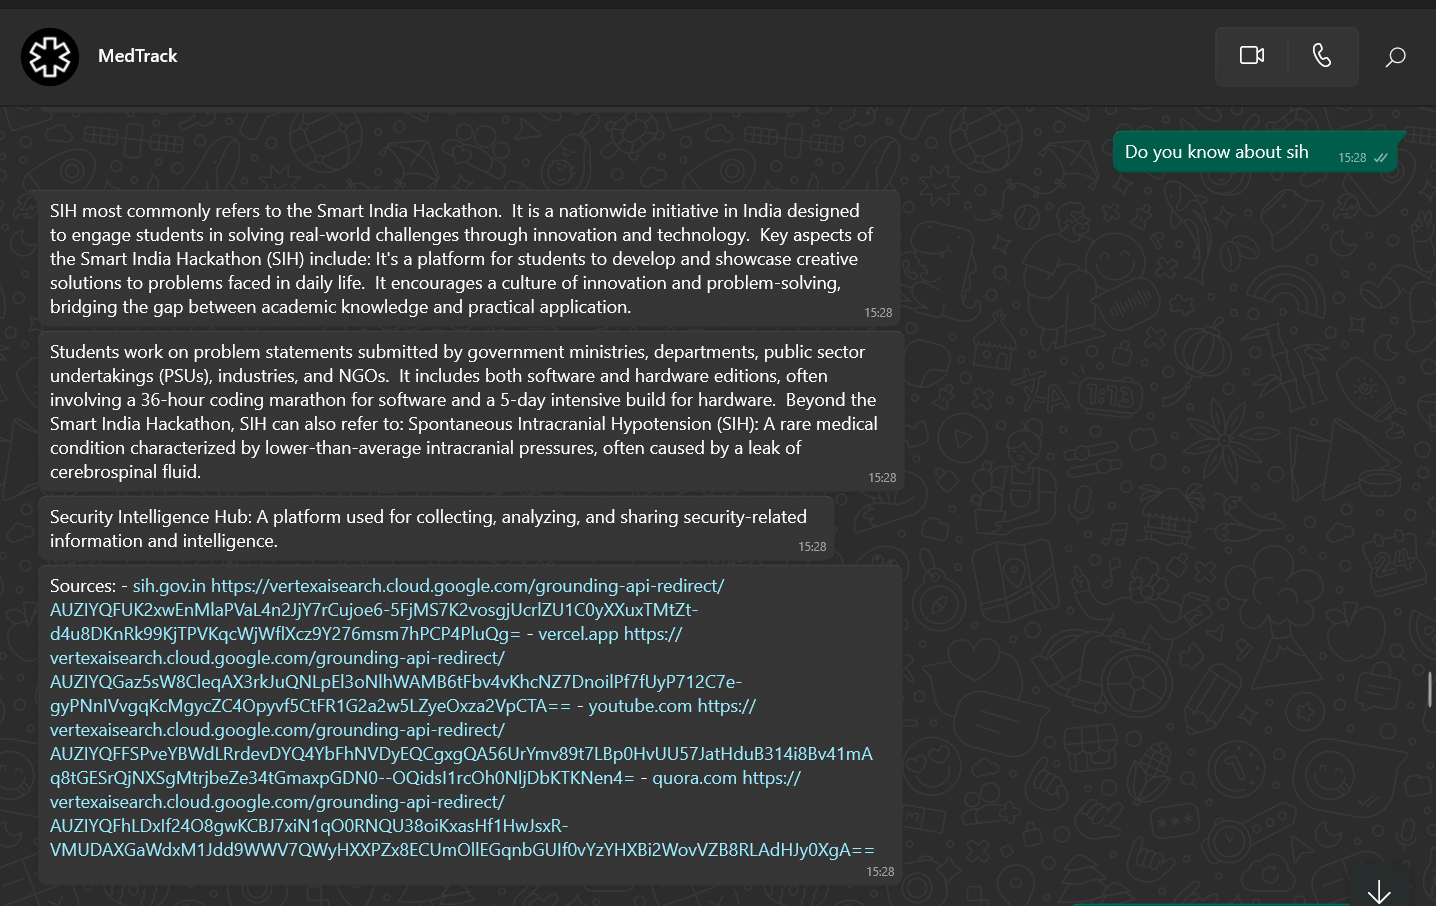 MedTrack
Do you know about sih
15:28
SIH most commonly refers to the Smart India Hackathon. It is a nationwide initiative in India designed
to engage students in solving real-world challenges through innovation and technology. Key aspects of
the Smart India Hackathon (SIH) include: It's a platform for students to develop and showcase creative
solutions to problems faced in daily life. It encourages a culture of innovation and problem-solving,
bridging the gap between academic knowledge and practical application.
15:28
Students work on problem statements submitted by government ministries, departments, public sector
undertakings (PSUs), industries, and NGOs. It includes both software and hardware editions, often
involving a 36-hour coding marathon for software and a 5-day intensive build for hardware. Beyond the
Smart India Hackathon, SIH can also refer to: Spontaneous Intracranial Hypotension (SIH): A rare medical
condition characterized by lower-than-average intracranial pressures, often caused by a leak of
cerebrospinal fluid.
15:28
Security Intelligence Hub: A platform used for collecting, analyzing, and sharing security-related
information and intelligence.
15:28
Sources: - sih.gov.in https://vertexaisearch.cloud.google.com/grounding-api-redirect/
AUZIYQFUK2xwEnMlaPVaL4n2JjY7rCujoe6-5FjMS7K2vosgjUcrlZU1C0yXXuxTMtZt-
d4u8DKnRk99KjTPVKqcWjWflXcz9Y276msm7hPCP4PluQg= - vercel.app https://
vertexaisearch.cloud.google.com/grounding-api-redirect/
AUZIYQGaz5sW8CleqAX3rkJuQNLpEl3oNlhWAMB6tFbv4vKhcNZ7DnoilPf7fUyP712C7e-
gyPNnIVvgqKcMgycZC4Opyvf5CtFR1G2a2w5LZyeOxza2VpCTA== - youtube.com https://
vertexaisearch.cloud.google.com/grounding-api-redirect/
AUZIYQFFSPveYBWdLRrdevDYQ4YbFhNVDyEQCgxgQA56UrYmv89t7LBp0HvUU57JatHduB314i8Bv41mA
q8tGESrQjNXSgMtrjbeZe34tGmaxpGDN0--OQidsI1rcOh0NljDbKTKNen4= - quora.com https://
vertexaisearch.cloud.google.com/grounding-api-redirect/
AUZIYQFhLDxIf24O8gwKCBJ7xiN1qO0RNQU38oiKxasHf1HwJsxR-
VMUDAXGaWdxM1Jdd9WWV7QWyHXXPZx8ECUmOllEGqnbGUIf0vYzYHXBi2WovVZB8RLAdHJy0XgA==
15:28